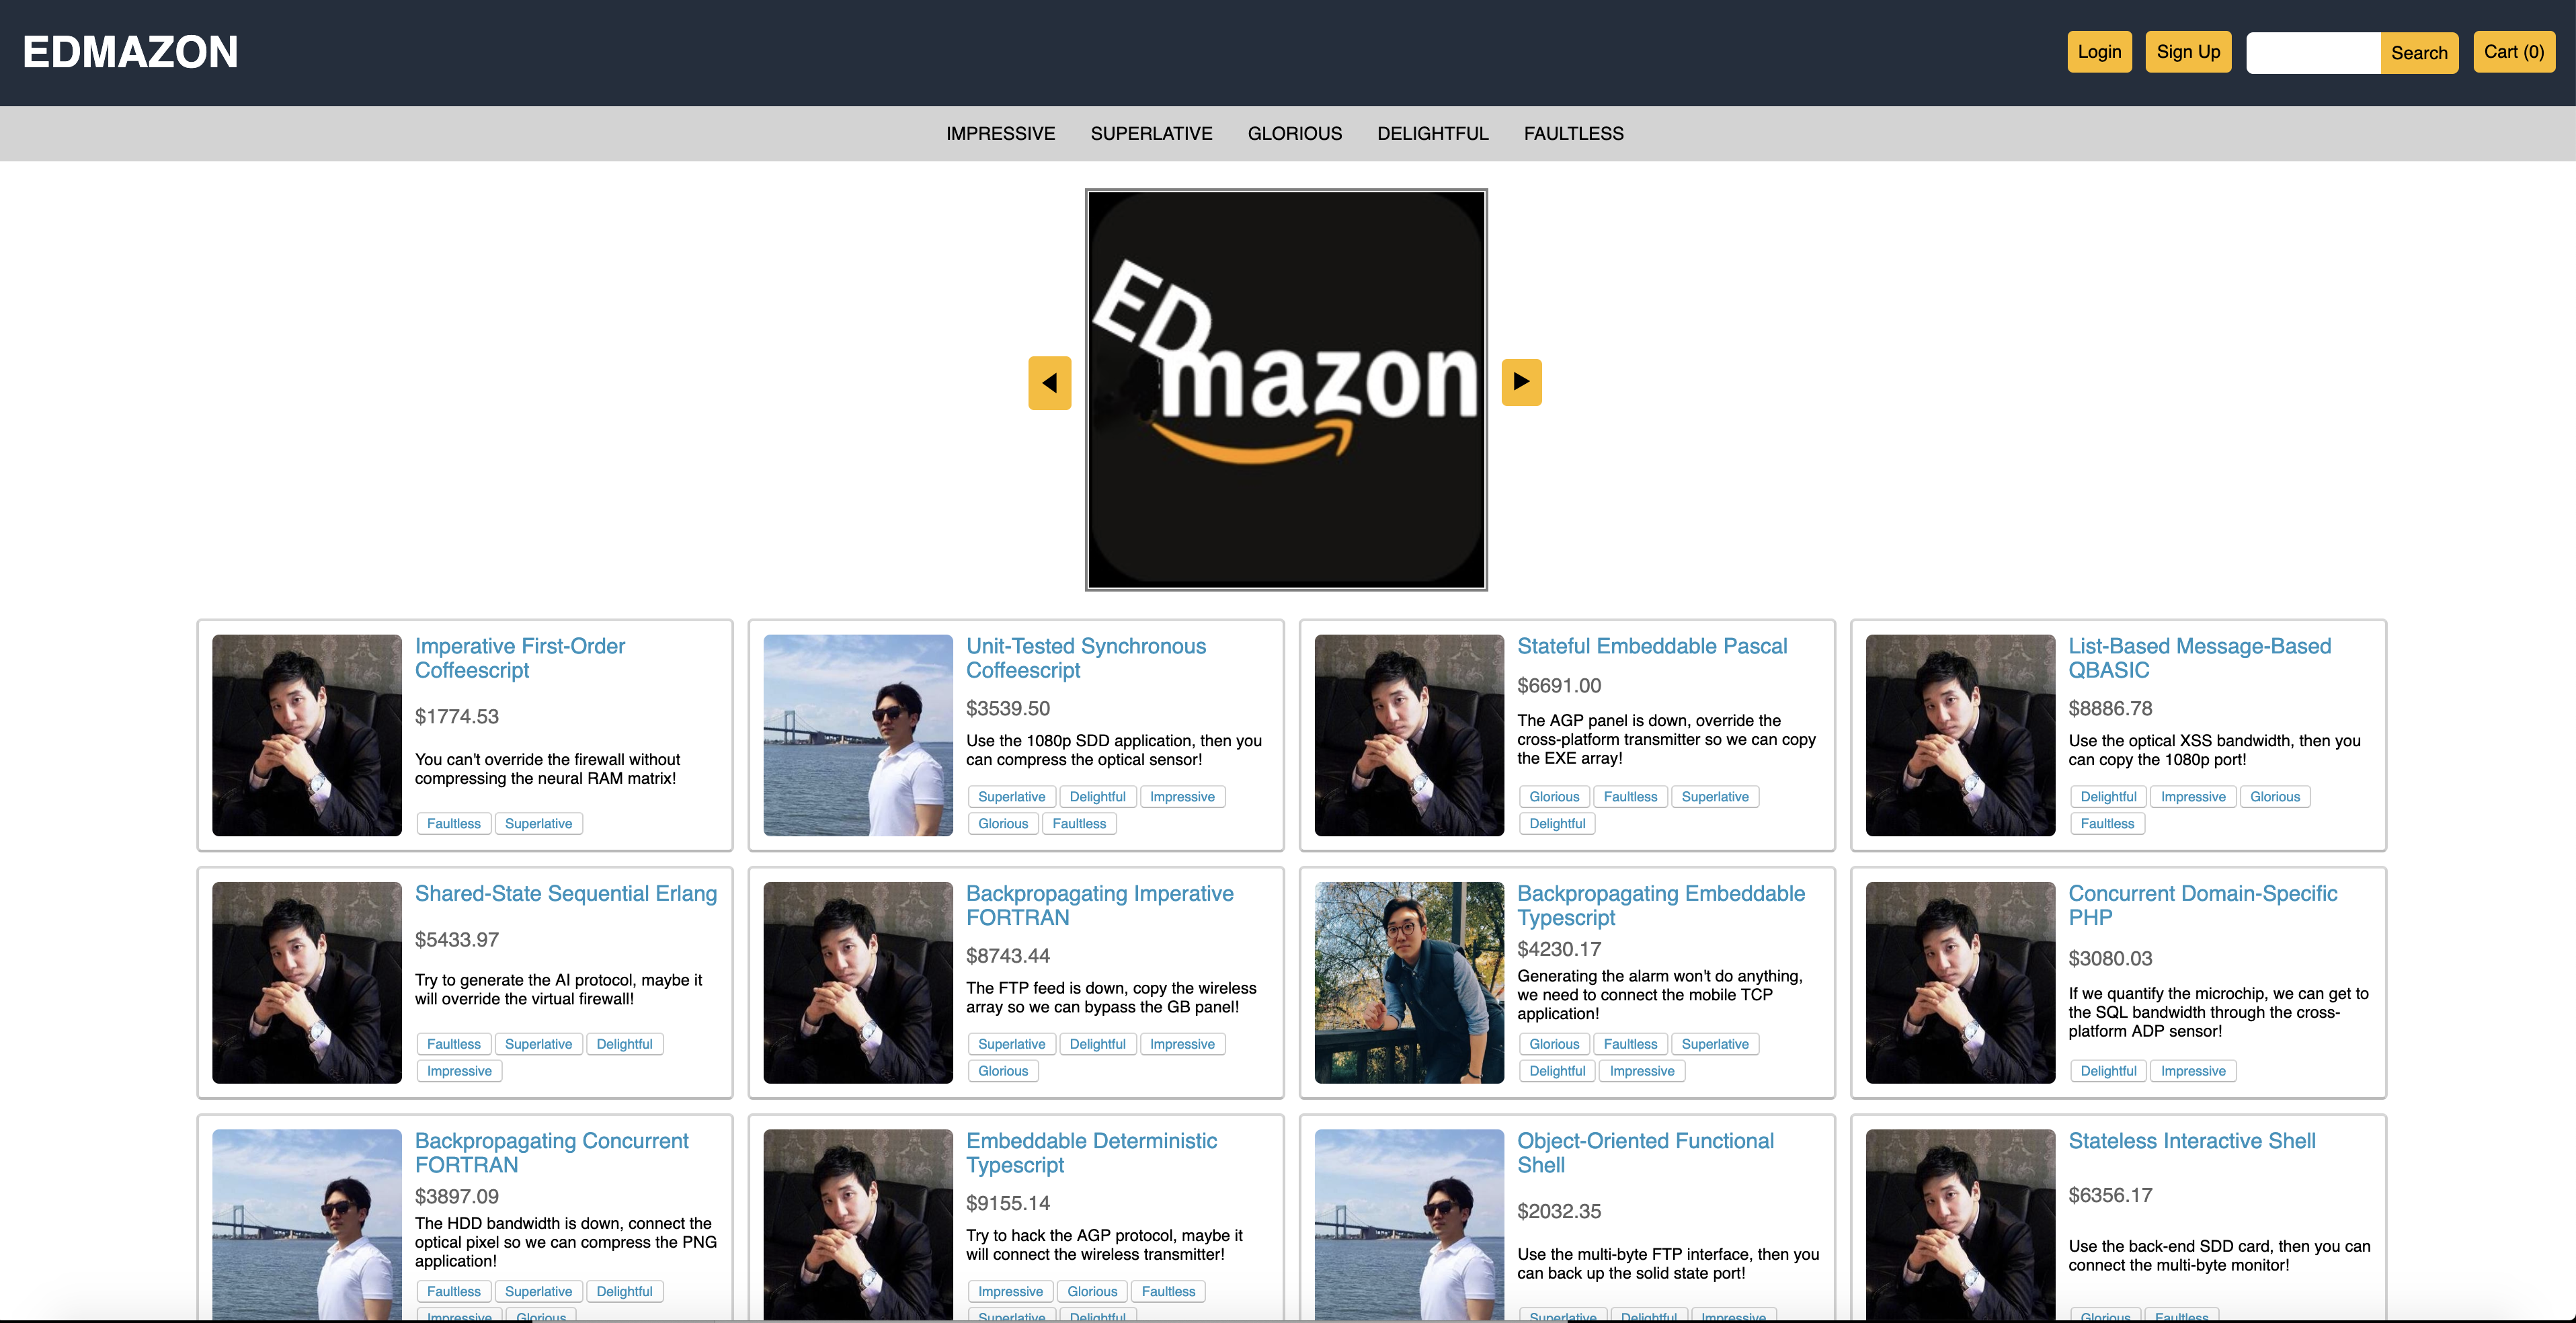 EDMAZON
Login
Sign Up
Search
Cart (0)
IMPRESSIVE
SUPERLATIVE
GLORIOUS
DELIGHTFUL
FAULTLESS
ED
mazon
Imperative First-Order
Coffeescript
$1774.53
You can't override the firewall without
compressing the neural RAM matrix!
Faultless
Superlative
Unit-Tested Synchronous
Coffeescript
$3539.50
Use the 1080p SDD application, then you
can compress the optical sensor!
Superlative
Delightful
Impressive
Glorious
Faultless
Stateful Embeddable Pascal
$6691.00
The AGP panel is down, override the
cross-platform transmitter so we can copy
the EXE array!
Glorious
Faultless
Superlative
Delightful
List-Based Message-Based
QBASIC
$8886.78
Use the optical XSS bandwidth, then you
can copy the 1080p port!
Delightful
Impressive
Glorious
Faultless
Shared-State Sequential Erlang
$5433.97
Try to generate the AI protocol, maybe it
will override the virtual firewall!
Faultless
Superlative
Delightful
Impressive
Backpropagating Imperative
FORTRAN
$8743.44
The FTP feed is down, copy the wireless
array so we can bypass the GB panel!
Superlative
Delightful
Impressive
Glorious
Backpropagating Embeddable
Typescript
$4230.17
Generating the alarm won't do anything,
we need to connect the mobile TCP
application!
Glorious
Faultless
Superlative
Delightful
Impressive
Concurrent Domain-Specific
PHP
$3080.03
If we quantify the microchip, we can get to
the SQL bandwidth through the cross-
platform ADP sensor!
Delightful
Impressive
Backpropagating Concurrent
FORTRAN
$3897.09
The HDD bandwidth is down, connect the
optical pixel so we can compress the PNG
application!
Faultless
Superlative
Delightful
Impressive
Glorious
Embeddable Deterministic
Typescript
$9155.14
Try to hack the AGP protocol, maybe it
will connect the wireless transmitter!
Impressive
Glorious
Faultless
Superlative
Delightful
Object-Oriented Functional
Shell
$2032.35
Use the multi-byte FTP interface, then you
can back up the solid state port!
Superlative
Delightful
Impressive
Stateless Interactive Shell
$6356.17
Use the back-end SDD card, then you can
connect the multi-byte monitor!
Glorious
Faultless